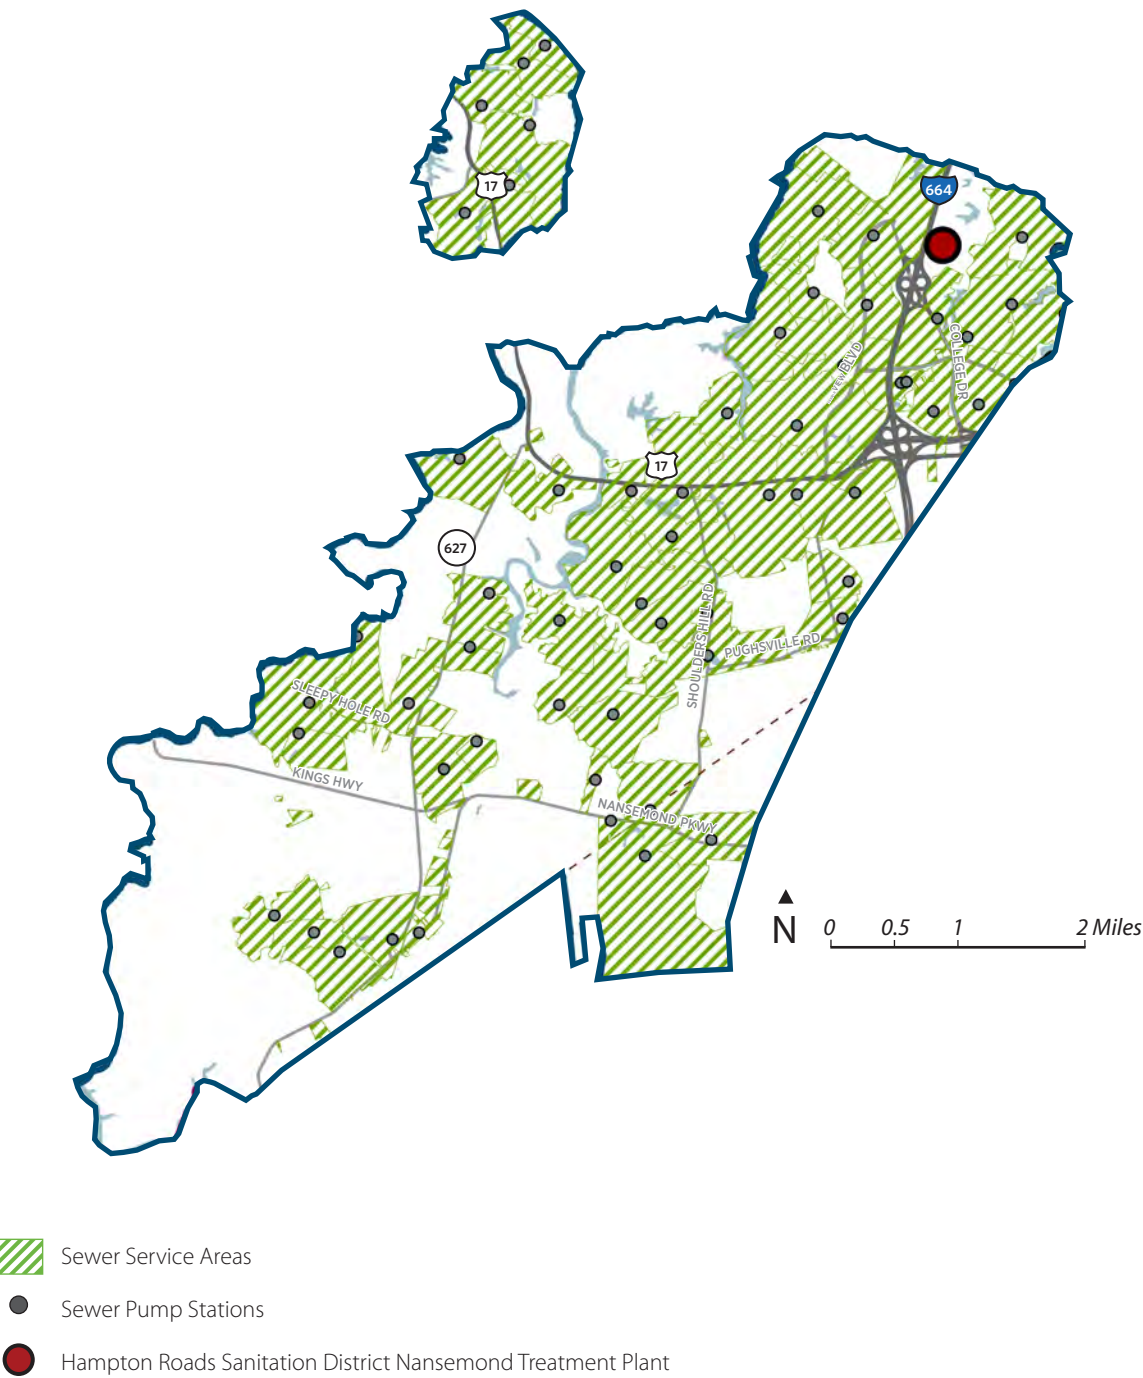 17
664
COLLEGE DR
BLVD
17
627
SHOULDERS HILL RD
PUGHSVILLE RD
SLEEPY HOLE RD
KINGS HWY
NANSEMOND PKWY
N
0 0.5 1 2 Miles
Sewer Service Areas
Sewer Pump Stations
Hampton Roads Sanitation District Nansemond Treatment Plant